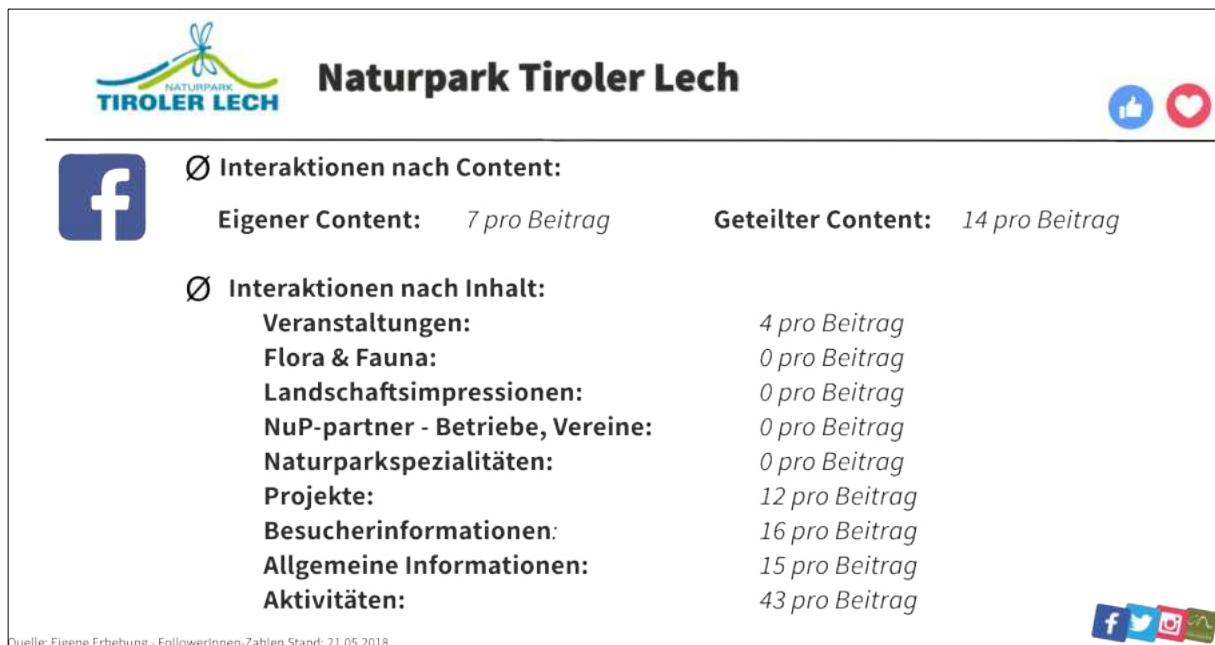 NATURPARK
TIROLER LECH
Naturpark Tiroler Lech
Ø Interaktionen nach Content:
Eigener Content: 7 pro Beitrag Geteilter Content: 14 pro Beitrag
Ø Interaktionen nach Inhalt:
Veranstaltungen: 4 pro Beitrag
Flora & Fauna: 0 pro Beitrag
Landschaftsimpressionen: 0 pro Beitrag
NuP-partner - Betriebe, Vereine: 0 pro Beitrag
Naturparkspezialitäten: 0 pro Beitrag
Projekte: 12 pro Beitrag
Besucherinformationen: 16 pro Beitrag
Allgemeine Informationen: 15 pro Beitrag
Aktivitäten: 43 pro Beitrag
Quelle: Eigene Erhebung - FollowerInnen-Zahlen Stand: 21.05.2018